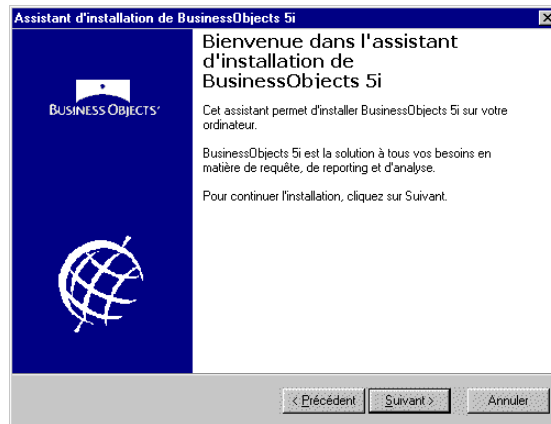 Assistant d'installation de BusinessObjects 5i
Bienvenue dans l'assistant
d'installation de
BusinessObjects 5i
BUSINESS OBJECTS
Cet assistant permet d'installer BusinessObjects 5i sur votre
ordinateur.
BusinessObjects 5i est la solution à tous vos besoins en
matière de requête, de reporting et d'analyse.
Pour continuer l'installation, cliquez sur Suivant.
< Précédent
Suivant >
Annuler